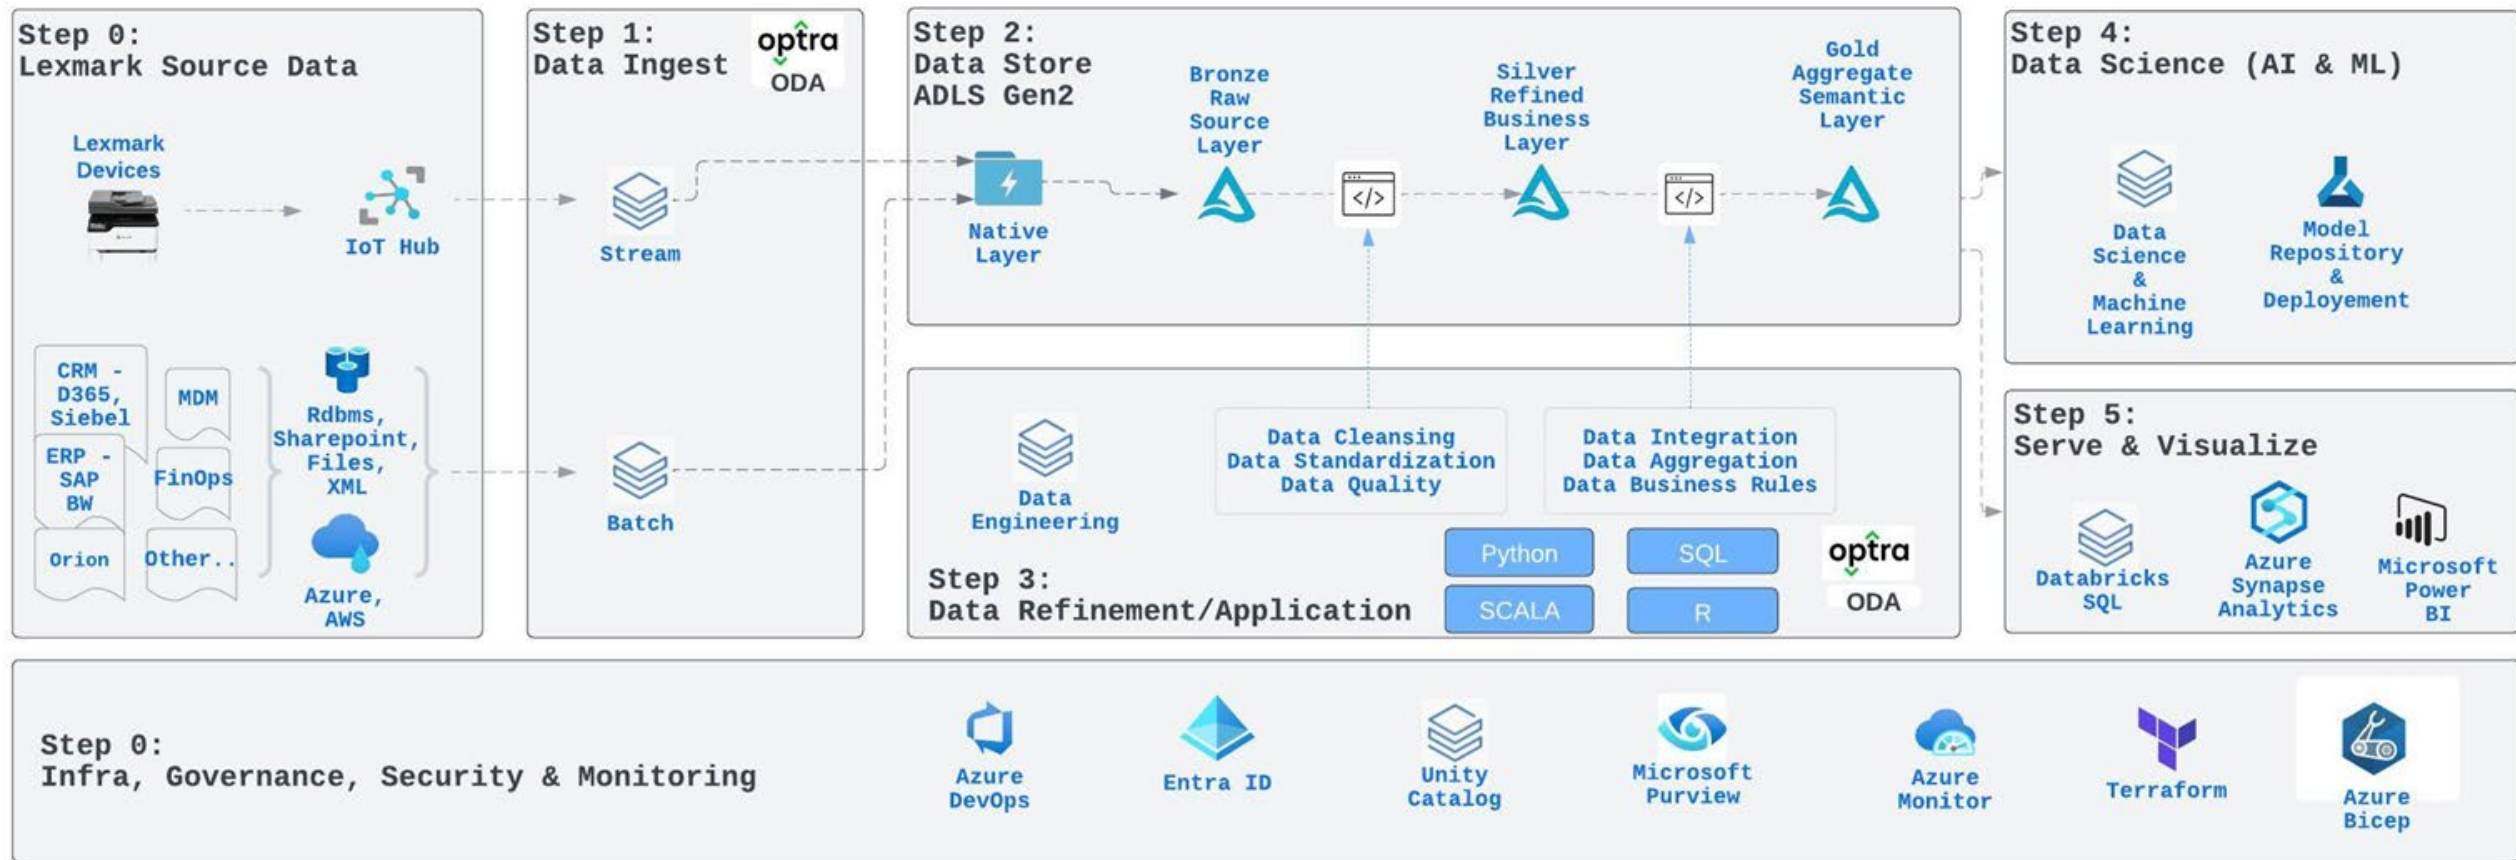 Step 0:
Lexmark Source Data
Lexmark
Devices
IoT Hub
CRM -
D365,
Siebel
MDM
ERP -
SAP
BW
FinOps
Orion
Other..
Rdbms,
Sharepoint,
Files,
XML
Azure,
AWS
Step 1:
Data Ingest
optra
ODA
Stream
Batch
Step 2:
Data Store
ADLS Gen2
Native
Layer
Bronze
Raw
Source
Layer
</>
Silver
Refined
Business
Layer
</>
Gold
Aggregate
Semantic
Layer
Data
Engineering
Data Cleansing
Data Standardization
Data Quality
Data Integration
Data Aggregation
Data Business Rules
Step 3:
Data Refinement/Application
Python
SQL
SCALA
R
optra
ODA
Step 4:
Data Science (AI & ML)
Data
Science
&
Machine
Learning
Model
Repository
&
Deployement
Step 5:
Serve & Visualize
Databricks
SQL
Azure
Synapse
Analytics
Microsoft
Power
BI
Step 0:
Infra, Governance, Security & Monitoring
Azure
DevOps
Entra ID
Unity
Catalog
Microsoft
Purview
Azure
Monitor
Terraform
Azure
Bicep